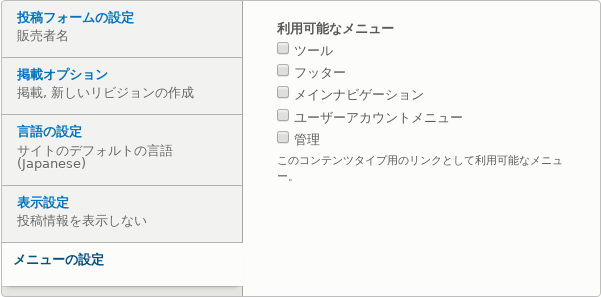 投稿フォームの設定
販売者名
掲載オプション
掲載, 新しいリビジョンの作成
言語の設定
サイトのデフォルトの言語
(Japanese)
表示設定
投稿情報を表示しない
メニューの設定
利用可能なメニュー
ツール
フッター
メインナビゲーション
ユーザーアカウントメニュー
管理
このコンテンツタイプ用のリンクとして利用可能なメニュ
ー。